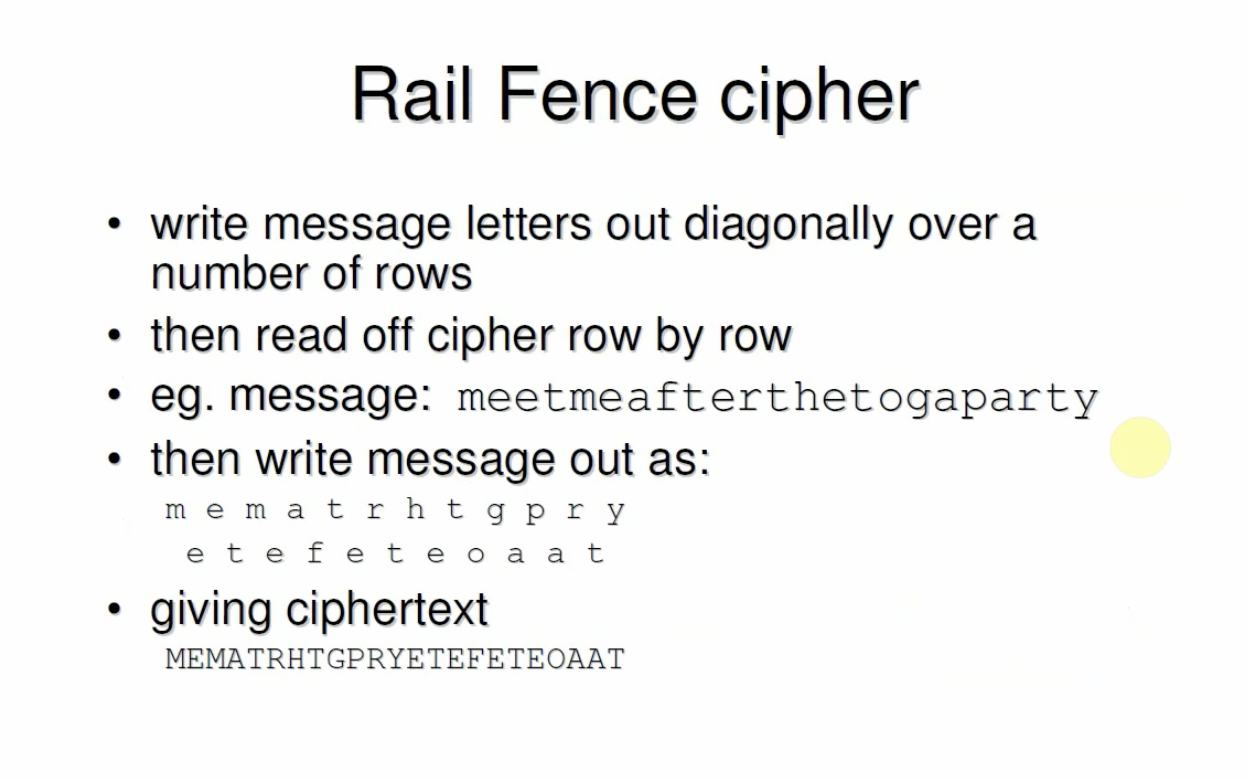 Rail Fence cipher
• write message letters out diagonally over a
number of rows
• then read off cipher row by row
• eg. message: meetmeafterthetogaparty
• then write message out as:
m e m a t r h t g p r y
e t e f e t e o a a t
• giving ciphertext
MEMATRHTGPRYETEFETEOAAT